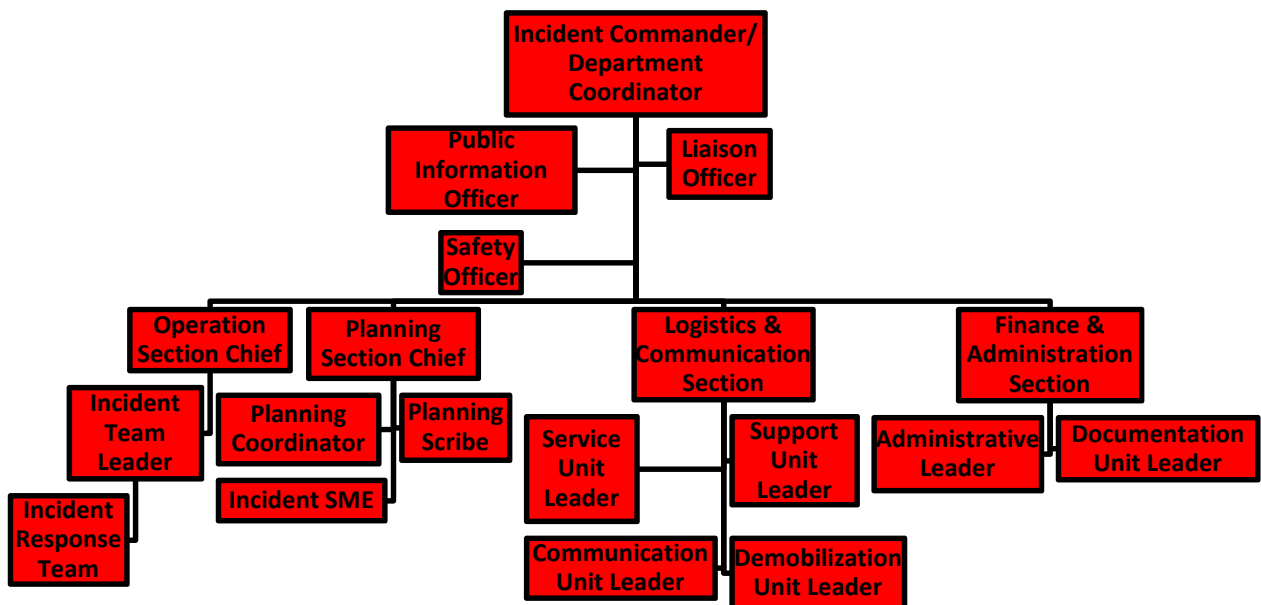 Incident Commander/
Department
Coordinator
Public
Information
Officer
Liaison
Officer
Safety
Officer
Operation
Section Chief
Planning
Section Chief
Logistics &
Communication
Section
Finance &
Administration
Section
Incident
Team
Leader
Planning
Coordinator
Planning
Scribe
Service
Unit
Leader
Support
Unit
Leader
Administrative
Leader
Documentation
Unit Leader
Incident SME
Incident
Response
Team
Communication
Unit Leader
Demobilization
Unit Leader